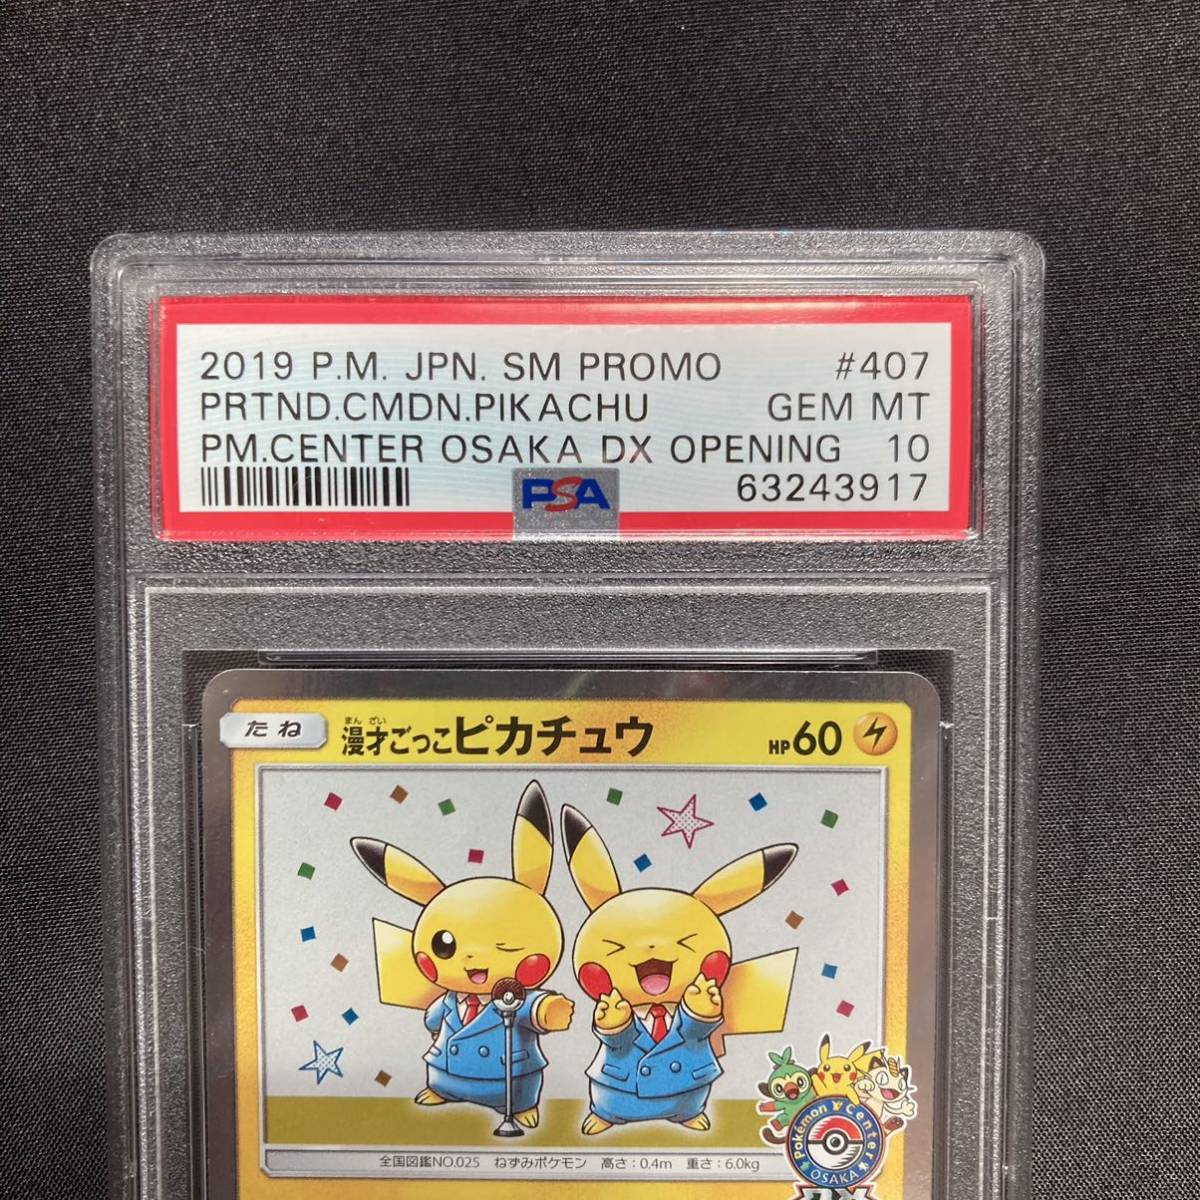 2019 P.M. JPN. SM PROMO #407
PRTND.CMDN.PIKACHU GEM MT
PM.CENTER OSAKA DX OPENING 10
PSA 63243917
たね 漫才ごっこピカチュウ HP60
まん ざい
全国図鑑NO.025 ねずみポケモン 高さ:0.4m 重さ:6.0kg
Pokémon Center
OSAKA
DX